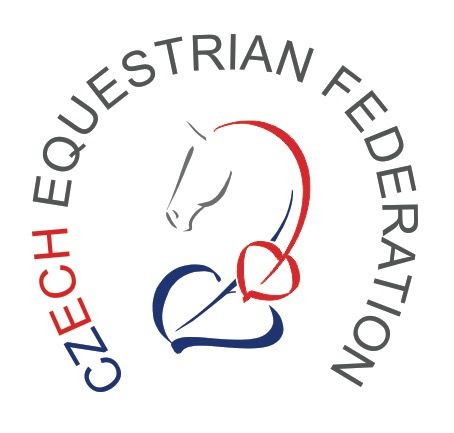 CZECH EQUESTRIAN FEDERATION